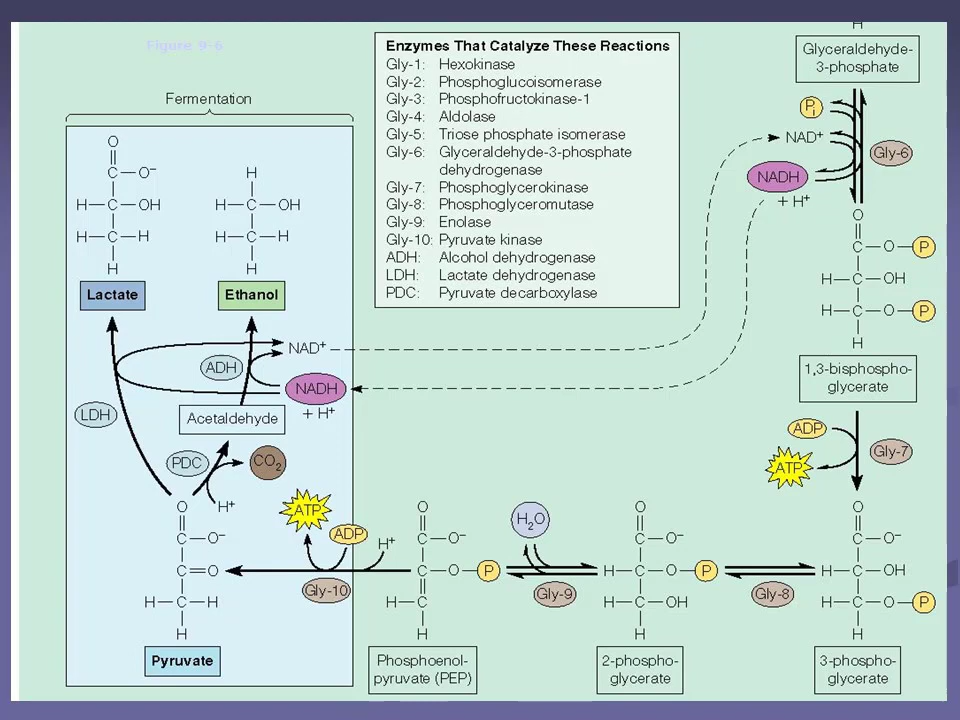 Figure 9-6
Enzymes That Catalyze These Reactions
Gly-1: Hexokinase
Gly-2: Phosphoglucoisomerase
Gly-3: Phosphofructokinase-1
Gly-4: Aldolase
Gly-5: Triose phosphate isomerase
Gly-6: Glyceraldehyde-3-phosphate
dehydrogenase
Gly-7: Phosphoglycerokinase
Gly-8: Phosphoglyceromutase
Gly-9: Enolase
Gly-10: Pyruvate kinase
ADH: Alcohol dehydrogenase
LDH: Lactate dehydrogenase
PDC: Pyruvate decarboxylase
H
Glyceraldehyde-
3-phosphate
Pi
NAD+
Gly-6
NADH
+ H+
O
C—O—P
H—C—OH
H—C—O—P
H
1,3-bisphospho-
glycerate
ADP
Gly-7
ATP
O
C—O−
H—C—OH
H—C—O—P
H
3-phospho-
glycerate
Gly-8
O
C—O−
H—C—O—P
H—C—OH
H
2-phospho-
glycerate
H2O
Gly-9
O
C—O−
C—O—P
H—C
H
Phosphoenol-
pyruvate (PEP)
H+
ADP
ATP
Gly-10
Fermentation
O
C—O−
H—C—OH
H—C—H
H
Lactate
H
H—C—OH
H—C—H
H
Ethanol
NAD+
ADH
NADH
+ H+
LDH
Acetaldehyde
PDC
CO2
H+
O
C—O−
C=O
H—C—H
H
Pyruvate